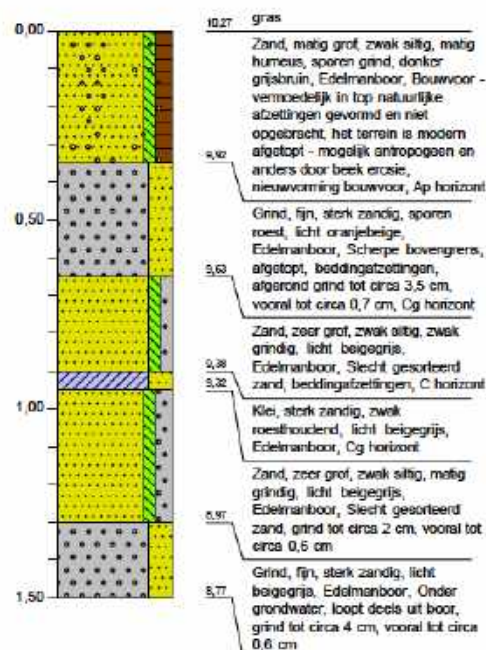 0,00
10,27
gras
Zand, matig grof, zwak siltig, matig
humeus, sporen grind, donker
grijsbruin, Edelmanboor, Bouwvoor -
vermoedelijk in top natuurlijke
afzettingen gevormd en niet
opgebracht, het terrein is modern
afgetopt - mogelijk antropogeen en
anders door beek erosie,
nieuwvorming bouwvoor, Ap horizont
9,92
0,50
Grind, fijn, sterk zandig, sporen
roest, licht oranjebeige,
Edelmanboor, Scherpe bovengrens,
afgetopt, beddingafzettingen,
afgerond grind tot circa 3,5 cm,
vooral tot circa 0,7 cm, Cg horizont
9,63
Zand, zeer grof, zwak siltig, zwak
grindig, licht beigegrijs,
Edelmanboor, Slecht gesorteerd
zand, beddingafzettingen, C horizont
9,38
9,32
1,00
Klei, sterk zandig, zwak
roesthoudend, licht beigegrijs,
Edelmanboor, Cg horizont
Zand, zeer grof, zwak siltig, matig
grindig, licht beigegrijs,
Edelmanboor, Slecht gesorteerd
zand, grind tot circa 2 cm, vooral tot
circa 0,6 cm
8,97
Grind, fijn, sterk zandig, licht
beigegrijs, Edelmanboor, Onder
grondwater, loopt deels uit boor,
grind tot circa 4 cm, vooral tot circa
0,6 cm
8,77
1,50